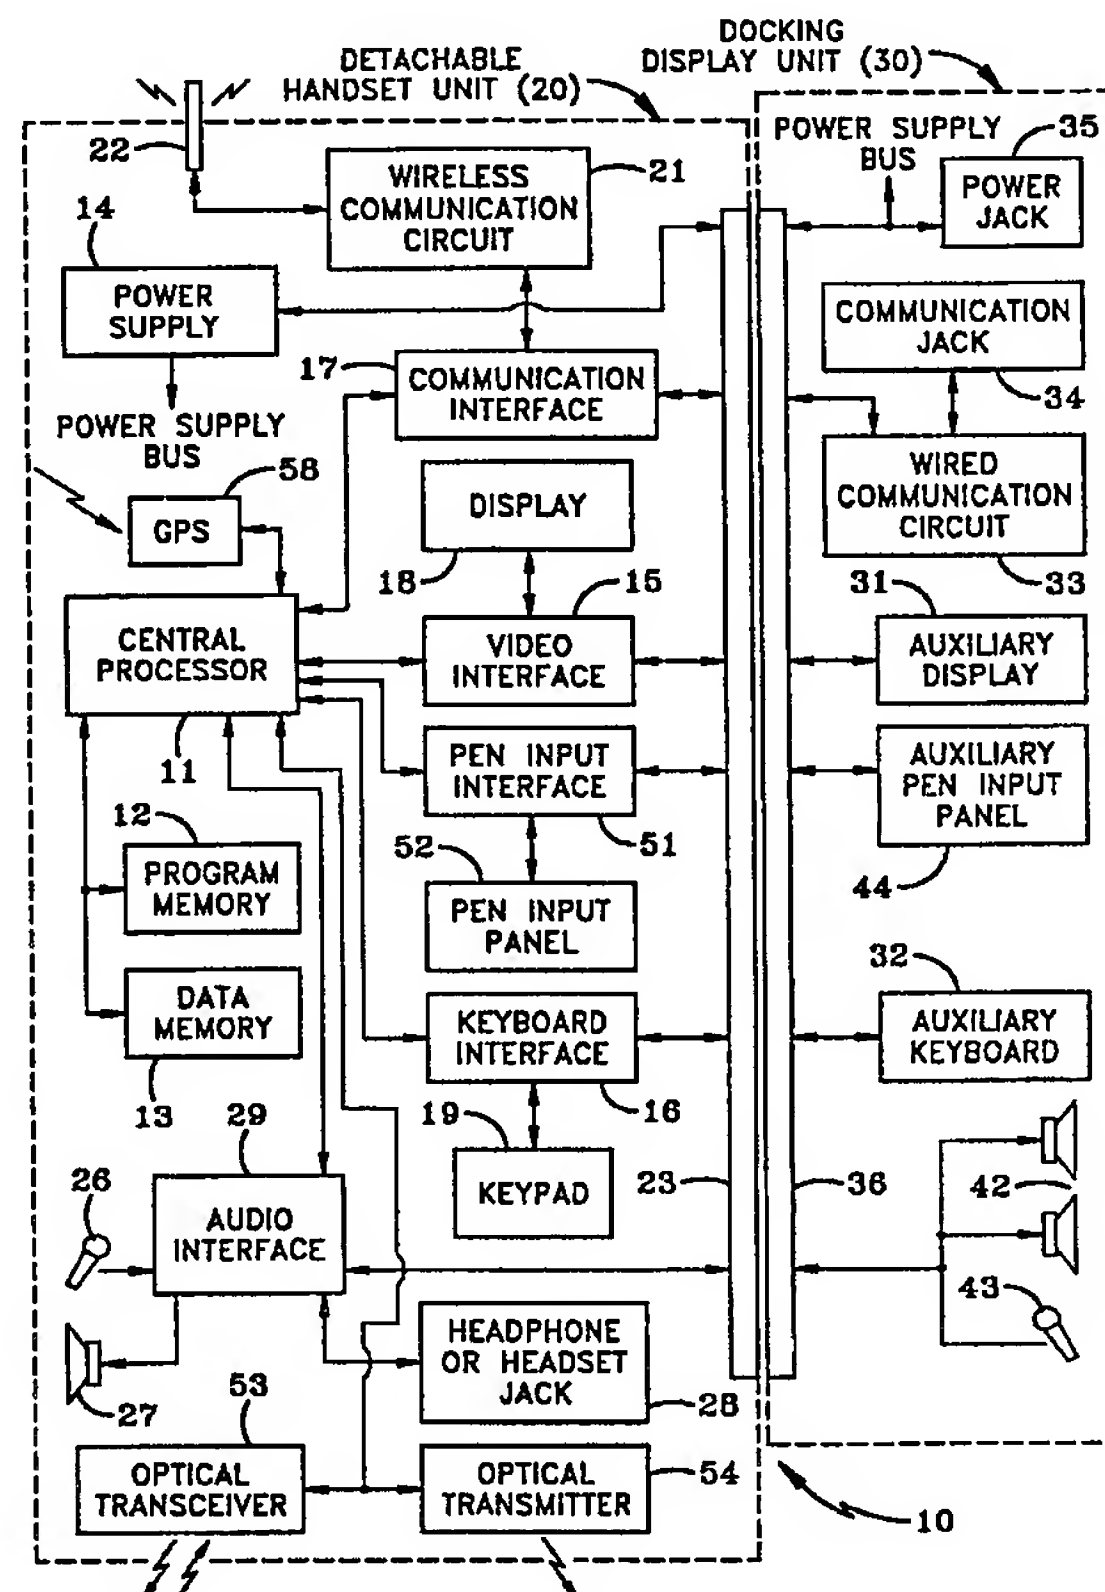 DOCKING
DISPLAY UNIT (30)
DETACHABLE
HANDSET UNIT (20)
22
WIRELESS
COMMUNICATION
CIRCUIT
21
POWER SUPPLY
BUS
35
POWER
JACK
14
POWER
SUPPLY
COMMUNICATION
JACK
34
17
COMMUNICATION
INTERFACE
POWER SUPPLY
BUS
58
GPS
DISPLAY
18
15
WIRED
COMMUNICATION
CIRCUIT
33
31
CENTRAL
PROCESSOR
11
VIDEO
INTERFACE
AUXILIARY
DISPLAY
PEN INPUT
INTERFACE
51
AUXILIARY
PEN INPUT
PANEL
44
12
PROGRAM
MEMORY
52
PEN INPUT
PANEL
32
DATA
MEMORY
13
KEYBOARD
INTERFACE
16
AUXILIARY
KEYBOARD
29
19
KEYPAD
23
36
42
26
AUDIO
INTERFACE
43
27
HEADPHONE
OR HEADSET
JACK
28
53
OPTICAL
TRANSCEIVER
OPTICAL
TRANSMITTER
54
10